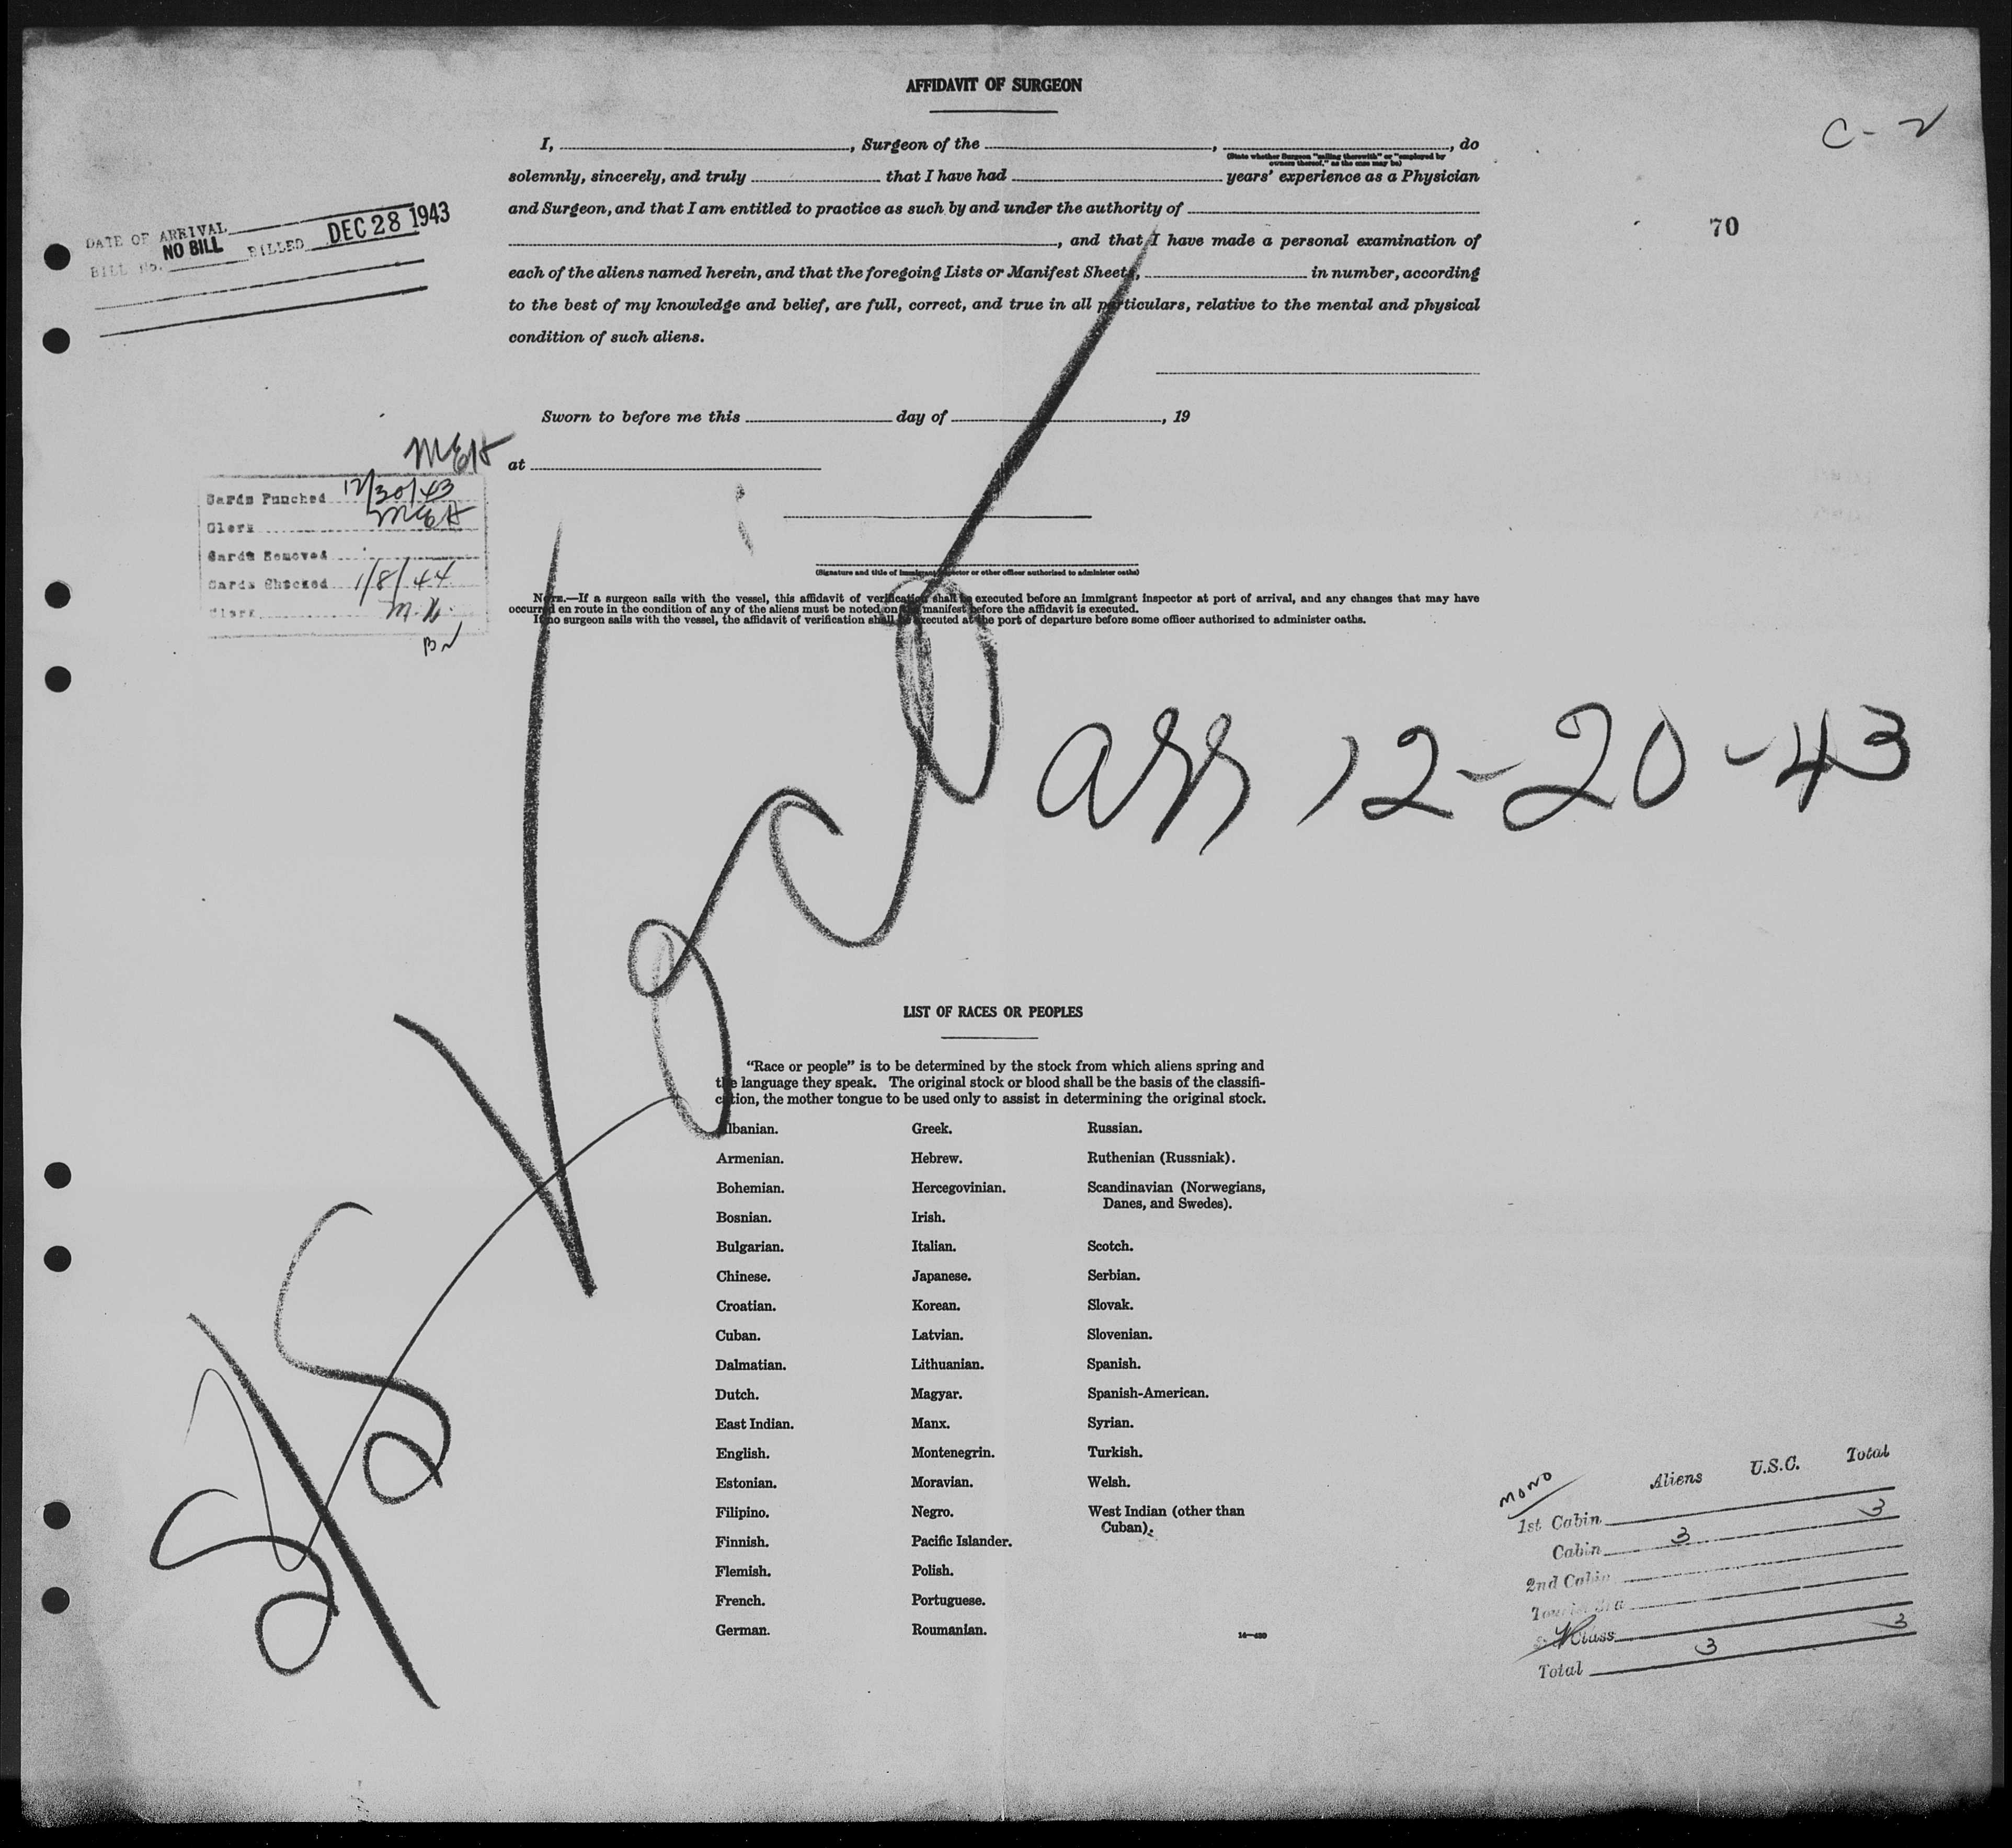 AFFIDAVIT OF SURGEON
C-2
I, , Surgeon of the , , do
(State whether Surgeon "sailing therewith" or "employed by owners thereof," as the case may be)
solemnly, sincerely, and truly that I have had years' experience as a Physician
and Surgeon, and that I am entitled to practice as such by and under the authority of
, and that I have made a personal examination of
each of the aliens named herein, and that the foregoing Lists or Manifest Sheets, in number, according
to the best of my knowledge and belief, are full, correct, and true in all particulars, relative to the mental and physical
condition of such aliens.
70
DATE OF ARRIVAL
BILL No. NO BILL BILLED DEC 28 1943
Sworn to before me this day of , 19
at
MEH
Cards Punched 12/30/43
Clerk MEH
Cards Removed
Cards Checked 1/8/44
Clerk M.N.
(Signature and title of immigrant inspector or other officer authorized to administer oaths)
NOTE.—If a surgeon sails with the vessel, this affidavit of verification shall be executed before an immigrant inspector at port of arrival, and any changes that may have
occurred en route in the condition of any of the aliens must be noted on the manifest before the affidavit is executed.
If no surgeon sails with the vessel, the affidavit of verification shall be executed at the port of departure before some officer authorized to administer oaths.
S/S
arr 12-20-43
LIST OF RACES OR PEOPLES
"Race or people" is to be determined by the stock from which aliens spring and
the language they speak. The original stock or blood shall be the basis of the classifi-
cation, the mother tongue to be used only to assist in determining the original stock.
Albanian. Greek. Russian.
Armenian. Hebrew. Ruthenian (Russniak).
Bohemian. Hercegovinian. Scandinavian (Norwegians,
Danes, and Swedes).
Bosnian. Irish.
Bulgarian. Italian. Scotch.
Chinese. Japanese. Serbian.
Croatian. Korean. Slovak.
Cuban. Latvian. Slovenian.
Dalmatian. Lithuanian. Spanish.
Dutch. Magyar. Spanish-American.
East Indian. Manx. Syrian.
English. Montenegrin. Turkish.
Estonian. Moravian. Welsh.
Filipino. Negro. West Indian (other than
Cuban).
Finnish. Pacific Islander.
Flemish. Polish.
French. Portuguese.
German. Roumanian.
MONO
Aliens U.S.C. Total
1st Cabin 3
Cabin 3
2nd Cabin
Class 3
Total 3